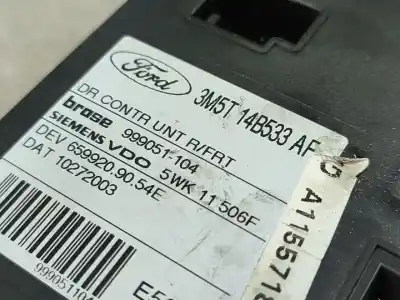 Ford
3M5T 14B533 AF
DR CONTR UNT R/FRT
brose 999051-104
SIEMENS VDO 5WK 11 506F
DEV 659920.90.54E
DAT 10272003
A1155718